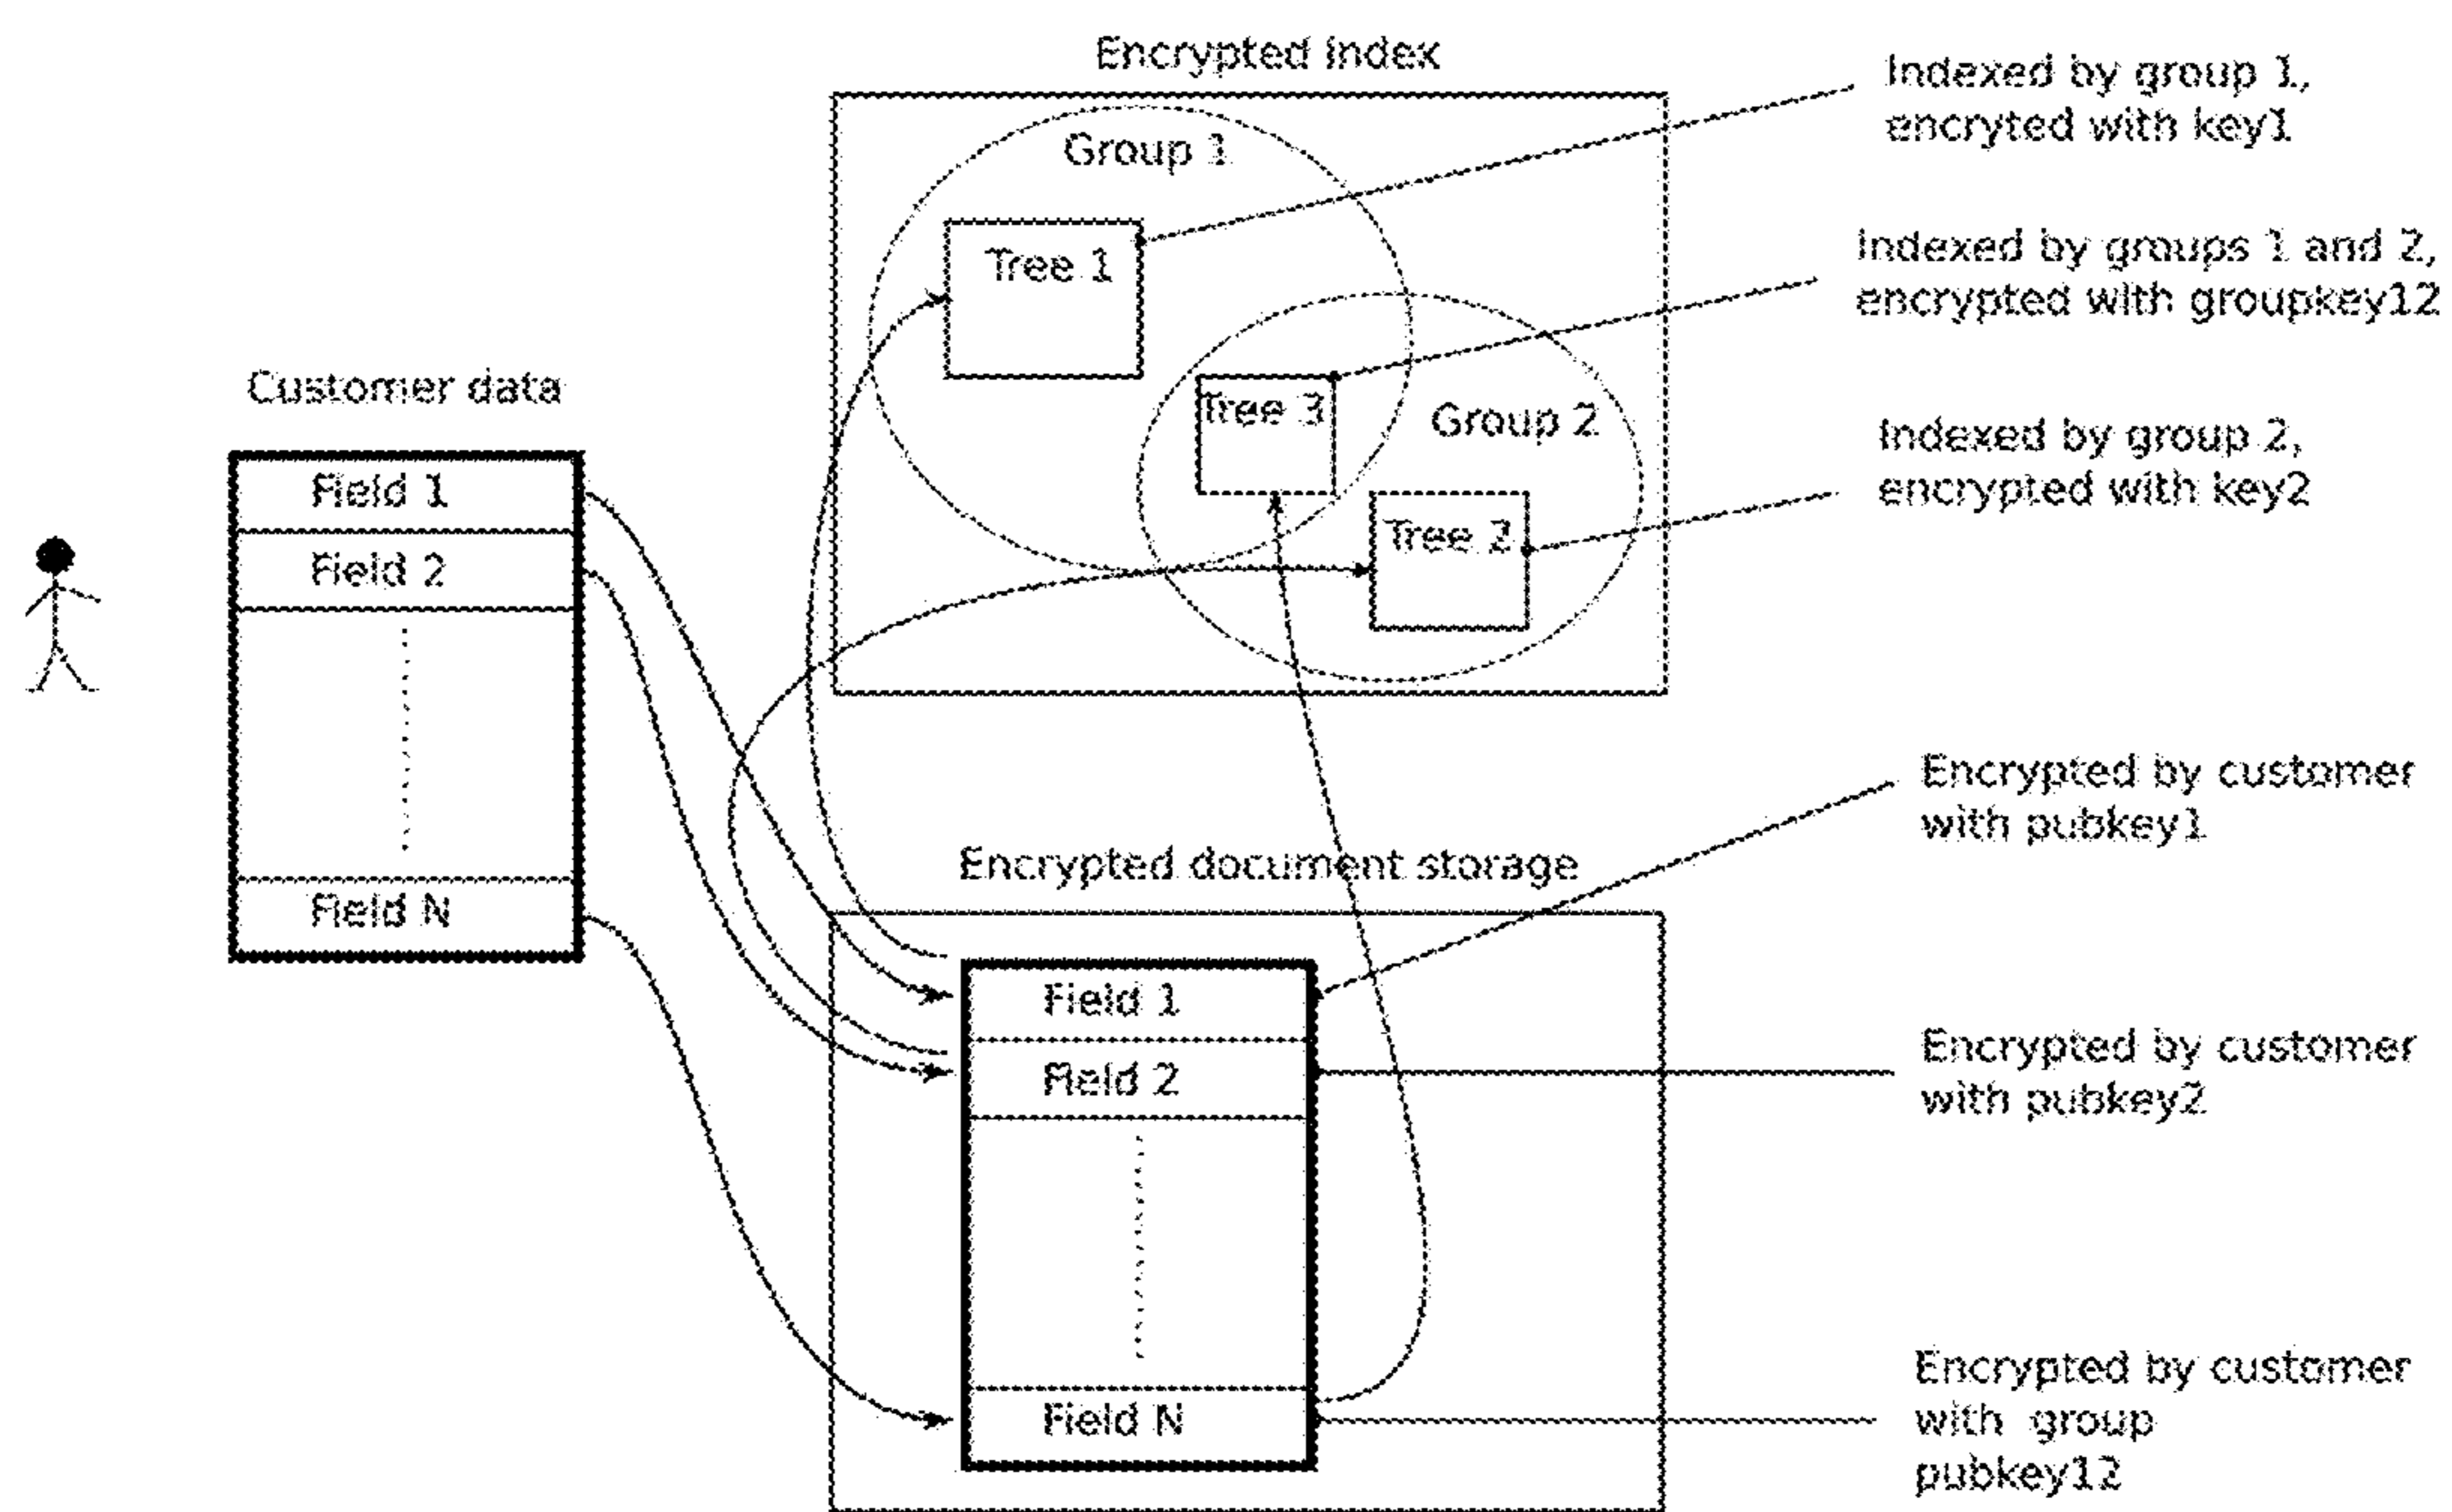 Encrypted index
Indexed by group 1,
encryted with key1
Group 1
Tree 1
Indexed by groups 1 and 2,
encrypted with groupkey12
Customer data
Tree 3
Group 2
Indexed by group 2,
encrypted with key2
Field 1
Tree 2
Field 2
Field N
Encrypted by customer
with pubkey1
Encrypted document storage
Field 1
Encrypted by customer
with pubkey2
Field 2
Encrypted by customer
with group
pubkey12
Field N